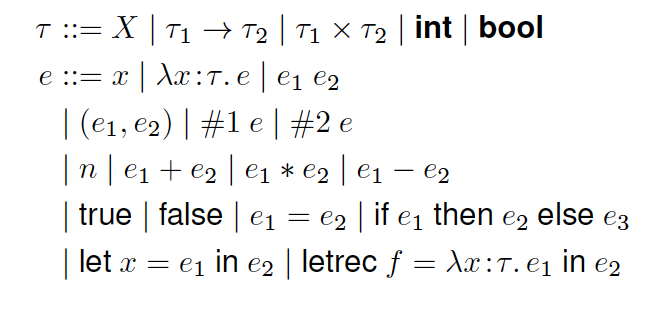 τ ::= X | τ₁ → τ₂ | τ₁ × τ₂ | int | bool
e ::= x | λx:τ. e | e₁ e₂
| (e₁, e₂) | #1 e | #2 e
| n | e₁ + e₂ | e₁ ∗ e₂ | e₁ − e₂
| true | false | e₁ = e₂ | if e₁ then e₂ else e₃
| let x = e₁ in e₂ | letrec f = λx:τ. e₁ in e₂